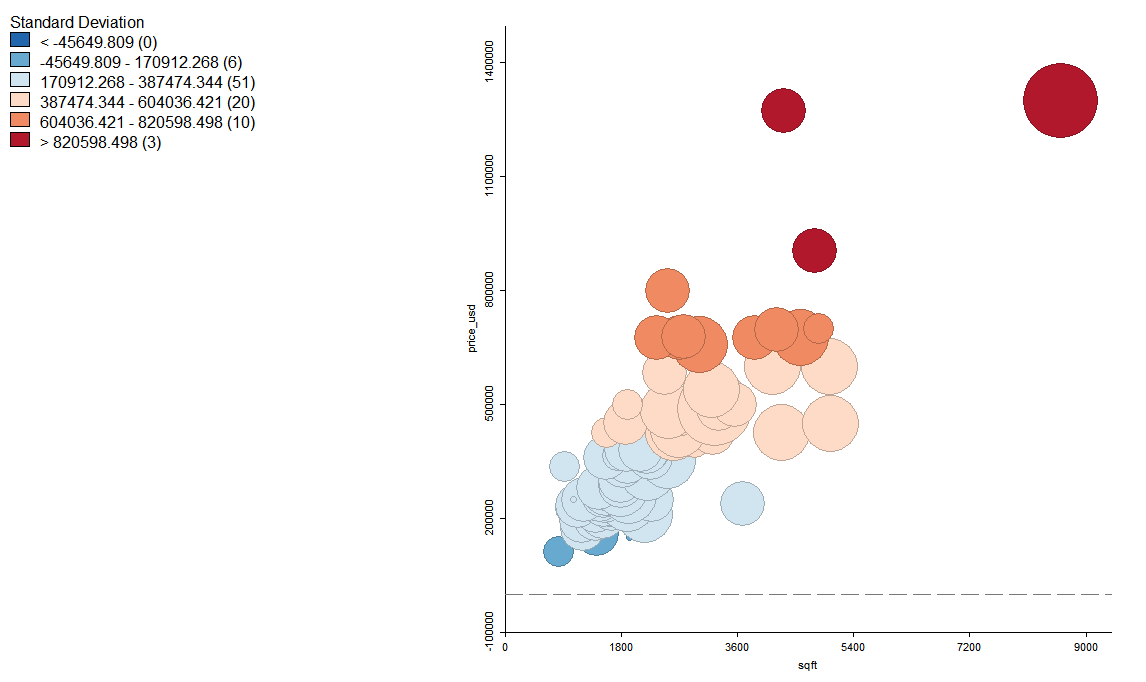 Standard Deviation
< -45649.809 (0)
-45649.809 - 170912.268 (6)
170912.268 - 387474.344 (51)
387474.344 - 604036.421 (20)
604036.421 - 820598.498 (10)
> 820598.498 (3)
1400000
1100000
800000
500000
200000
-100000
price_usd
0 1800 3600 5400 7200 9000
sqft